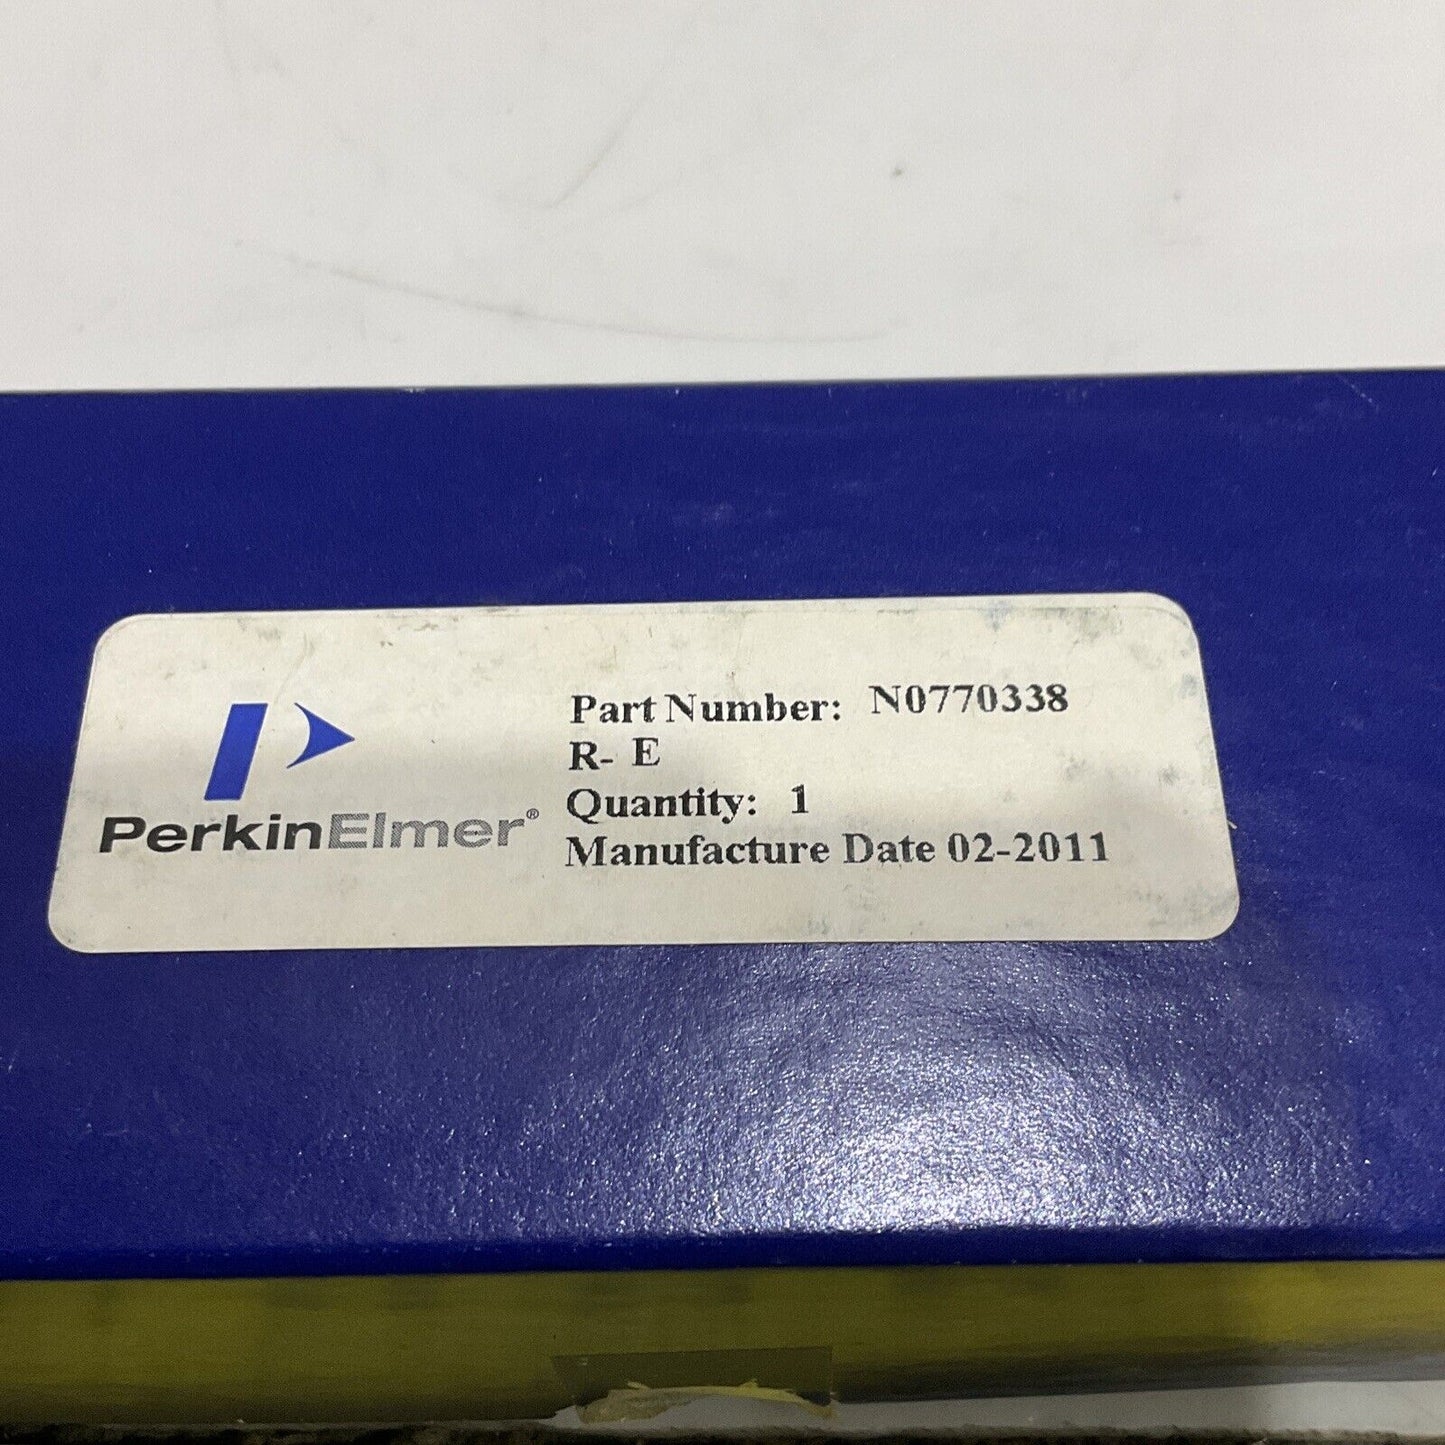 PerkinElmer®
Part Number: N0770338
R- E
Quantity: 1
Manufacture Date 02-2011